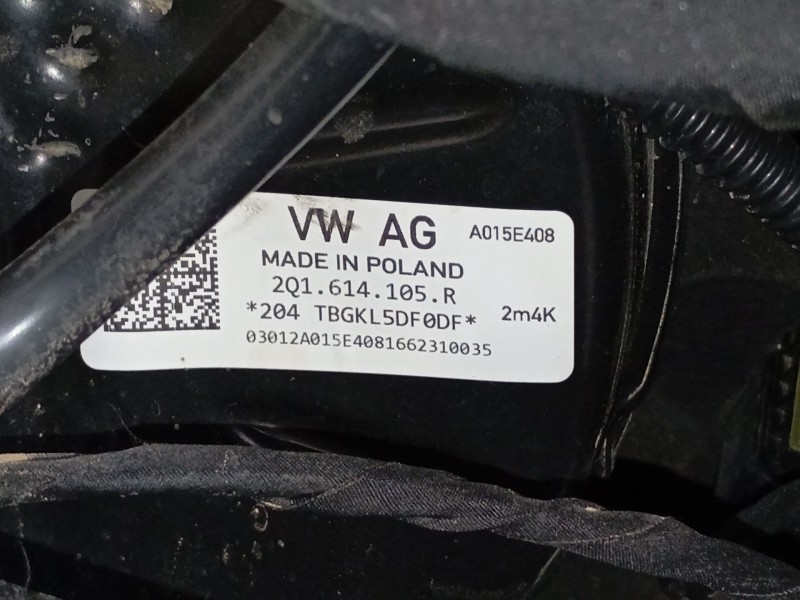 VW AG A015E408
MADE IN POLAND
2Q1.614.105.R
*204 TBGKL5DF0DF* 2m4K
03012A015E4081662310035